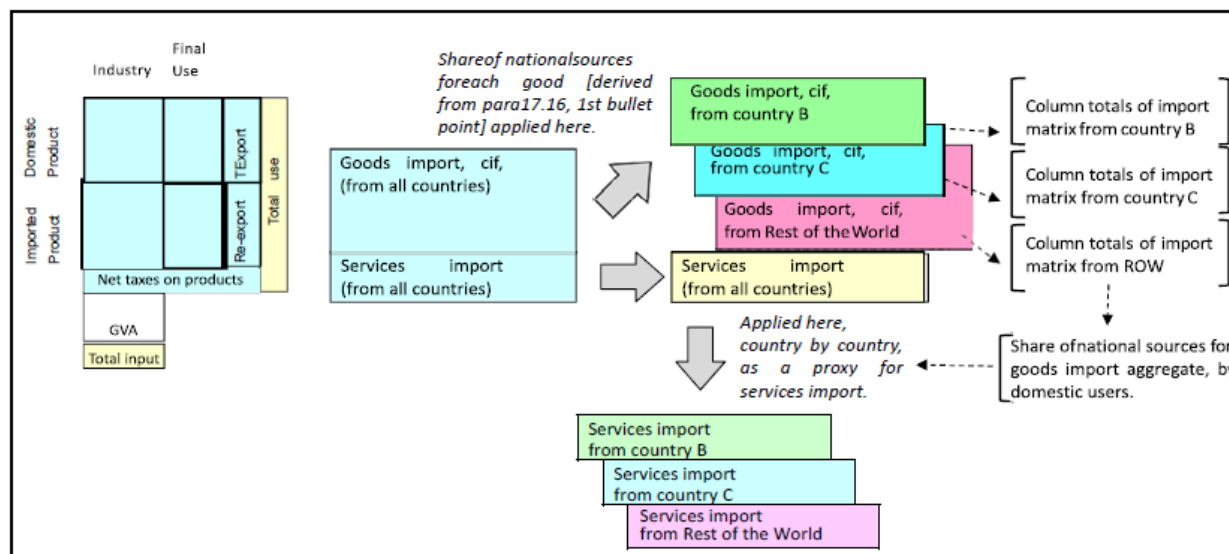 Industry
Final
Use
Domestic
Product
Imported
Product
TExport
Re-export
Total use
Net taxes on products
GVA
Total input
Shareof nationalsources
foreach good [derived
from para17.16, 1st bullet
point] applied here.
Goods import, cif,
(from all countries)
Services import
(from all countries)
Goods import, cif,
from country B
Goods import, cif,
from country C
Goods import, cif,
from Rest of the World
Services import
(from all countries)
Column totals of import
matrix from country B
Column totals of import
matrix from country C
Column totals of import
matrix from ROW
Share ofnational sources for
goods import aggregate, by
domestic users.
Applied here,
country by country,
as a proxy for
services import.
Services import
from country B
Services import
from country C
Services import
from Rest of the World